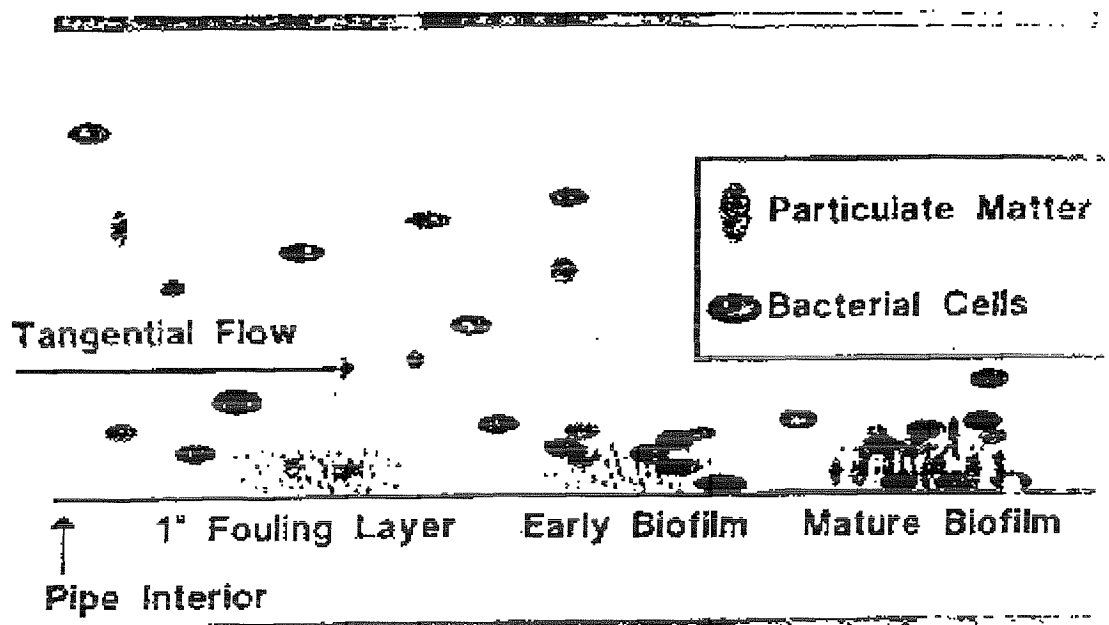 Particulate Matter
Bacterial Cells
Tangential Flow
1° Fouling Layer
Early Biofilm
Mature Biofilm
Pipe Interior